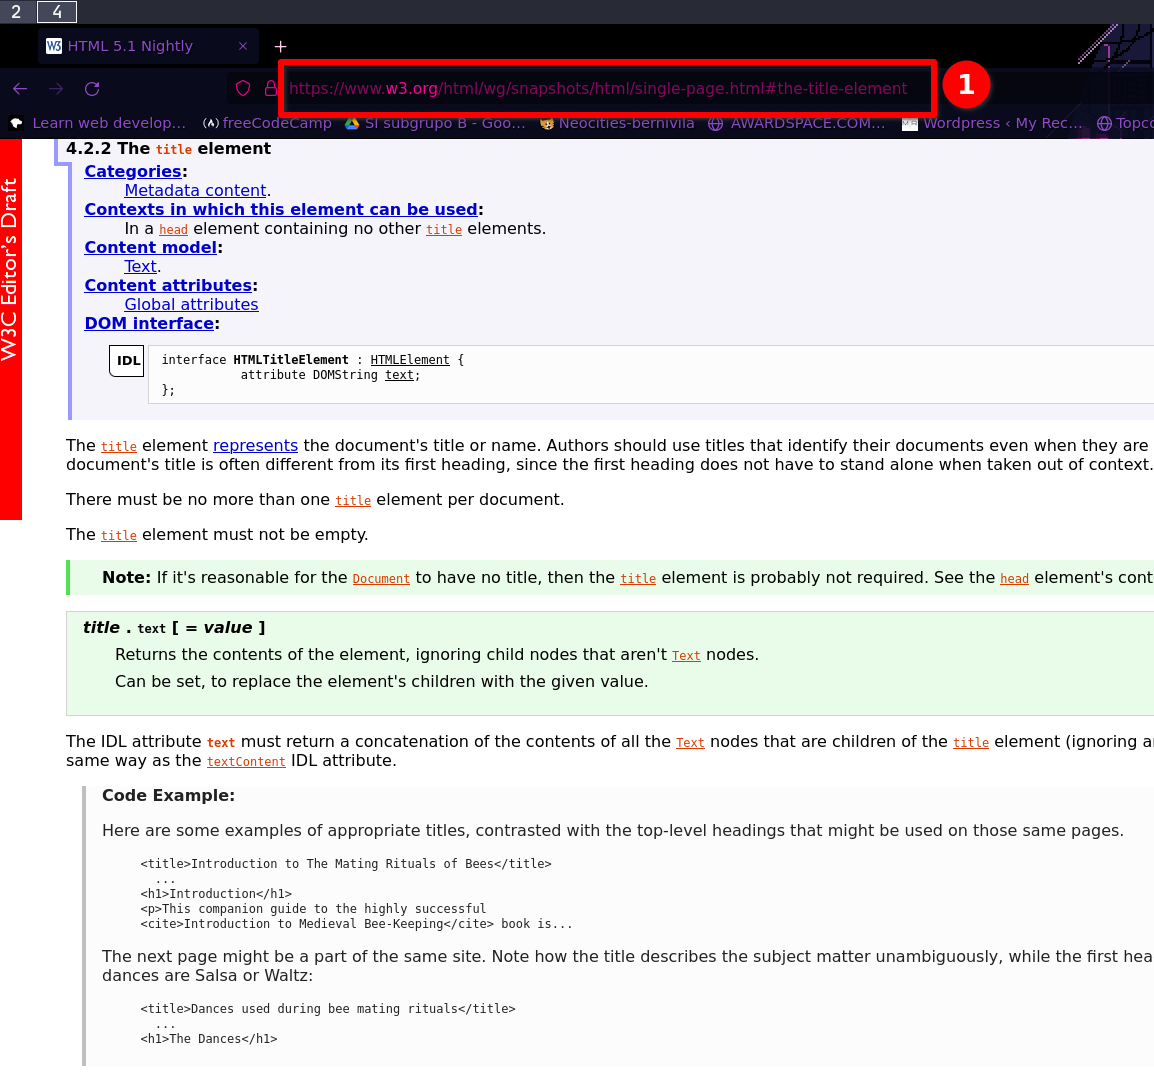 2 4
HTML 5.1 Nightly × +
https://www.w3.org/html/wg/snapshots/html/single-page.html#the-title-element 1
Learn web develop… (A) freeCodeCamp SI subgrupo B - Goo… Neocities-bernivila AWARDSPACE.COM… Wordpress ‹ My Rec… Topco
W3C Editor's Draft
4.2.2 The title element
Categories:
Metadata content.
Contexts in which this element can be used:
In a head element containing no other title elements.
Content model:
Text.
Content attributes:
Global attributes
DOM interface:
IDL
interface HTMLTitleElement : HTMLElement {
attribute DOMString text;
};
The title element represents the document's title or name. Authors should use titles that identify their documents even when they are
document's title is often different from its first heading, since the first heading does not have to stand alone when taken out of context.
There must be no more than one title element per document.
The title element must not be empty.
Note: If it's reasonable for the Document to have no title, then the title element is probably not required. See the head element's cont
title . text [ = value ]
Returns the contents of the element, ignoring child nodes that aren't Text nodes.
Can be set, to replace the element's children with the given value.
The IDL attribute text must return a concatenation of the contents of all the Text nodes that are children of the title element (ignoring a
same way as the textContent IDL attribute.
Code Example:
Here are some examples of appropriate titles, contrasted with the top-level headings that might be used on those same pages.
<title>Introduction to The Mating Rituals of Bees</title>
...
<h1>Introduction</h1>
<p>This companion guide to the highly successful
<cite>Introduction to Medieval Bee-Keeping</cite> book is...
The next page might be a part of the same site. Note how the title describes the subject matter unambiguously, while the first hea
dances are Salsa or Waltz:
<title>Dances used during bee mating rituals</title>
...
<h1>The Dances</h1>